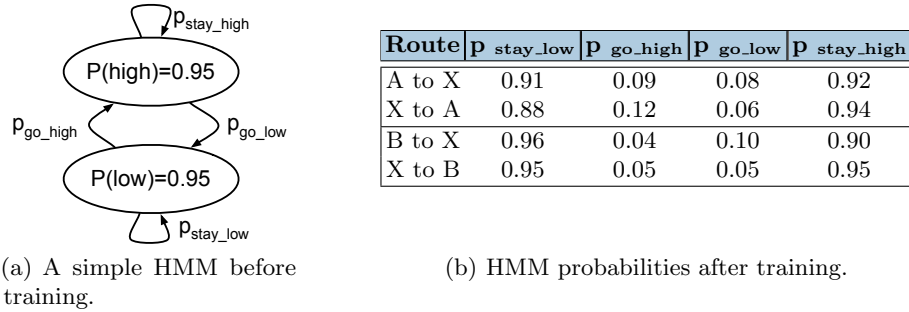 p_stay_high
P(high)=0.95
p_go_high
p_go_low
P(low)=0.95
p_stay_low
(a) A simple HMM before
training.
Route p stay_low p go_high p go_low p stay_high
A to X 0.91 0.09 0.08 0.92
X to A 0.88 0.12 0.06 0.94
B to X 0.96 0.04 0.10 0.90
X to B 0.95 0.05 0.05 0.95
(b) HMM probabilities after training.